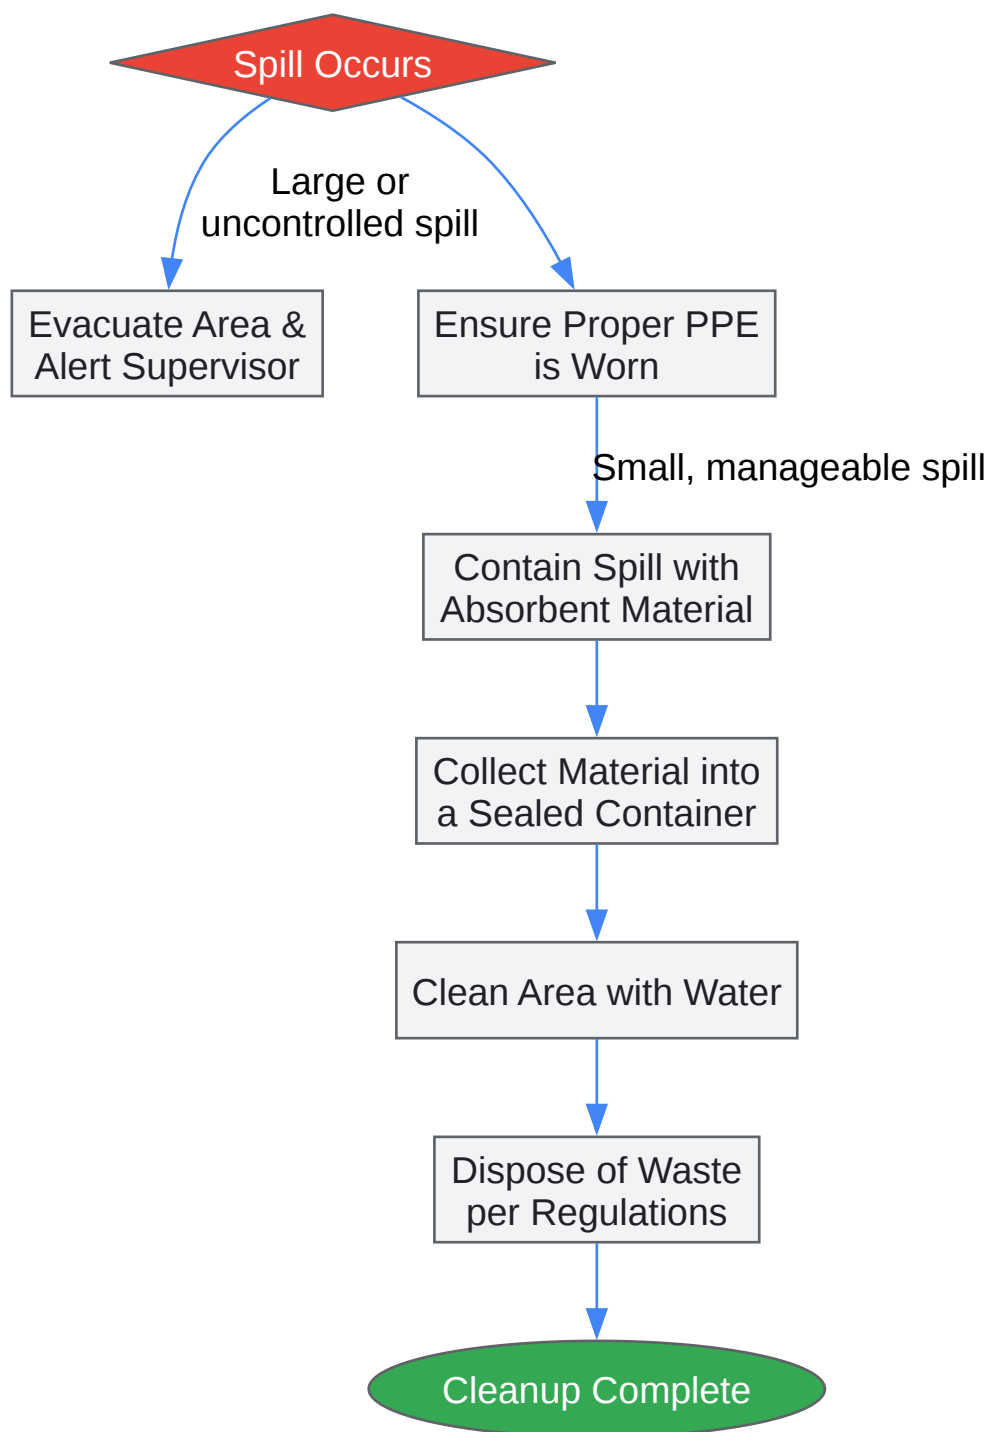 Spill Occurs
Large or
uncontrolled spill
Evacuate Area &
Alert Supervisor
Ensure Proper PPE
is Worn
Small, manageable spill
Contain Spill with
Absorbent Material
Collect Material into
a Sealed Container
Clean Area with Water
Dispose of Waste
per Regulations
Cleanup Complete